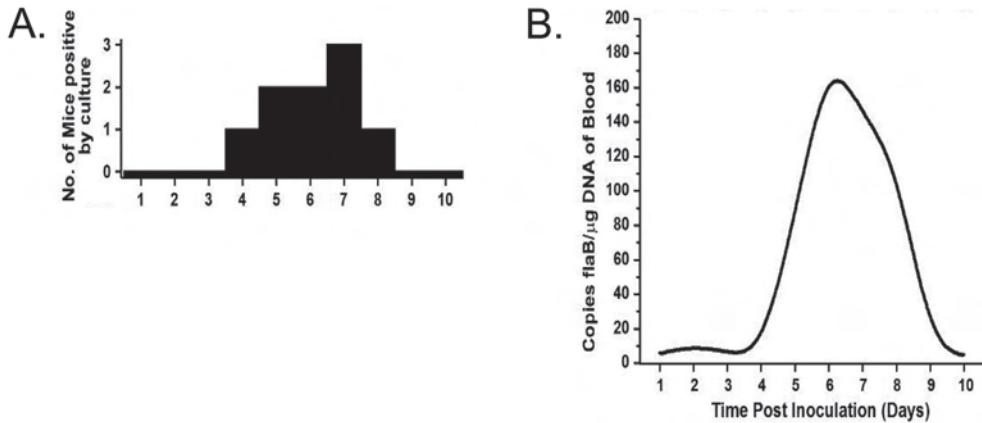 A.
No. of Mice positive
by culture
3
2
1
0
1 2 3 4 5 6 7 8 9 10
B.
Copies flaB/µg DNA of Blood
200
180
160
140
120
100
80
60
40
20
0
1 2 3 4 5 6 7 8 9 10
Time Post Inoculation (Days)